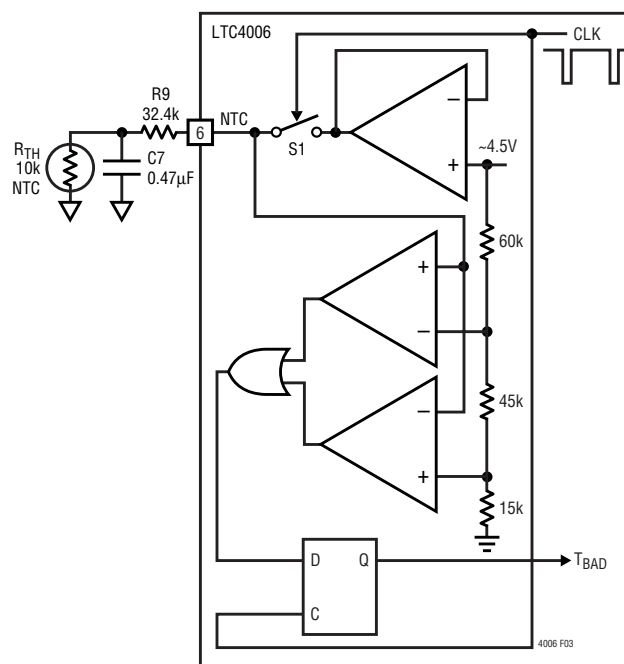 LTC4006
CLK
R9
32.4k
6
NTC
S1
–
+
~4.5V
RTH
10k
NTC
C7
0.47µF
60k
+
–
45k
–
+
15k
D
Q
C
TBAD
4006 F03